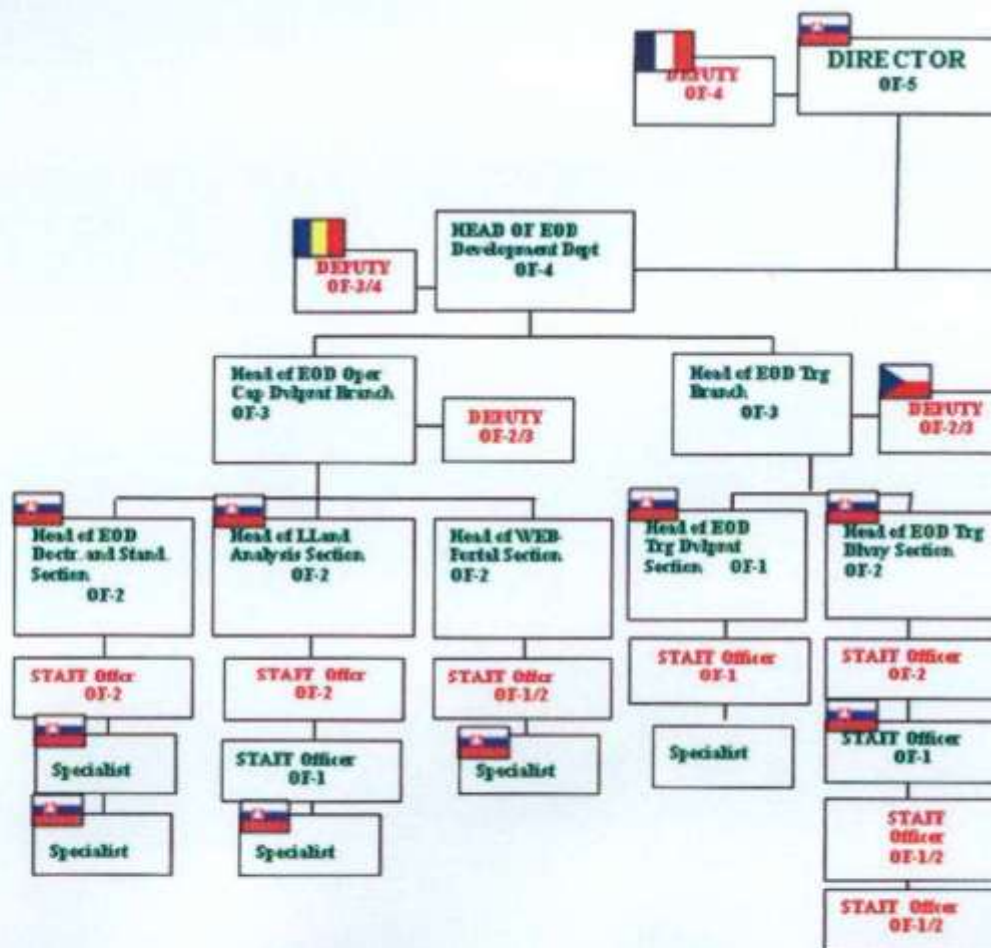 DEPUTY
OF-4
DIRECTOR
OF-5
DEPUTY
OF-3/4
HEAD OF EOD
Development Dept
OF-4
Head of EOD Oper
Cap Dvlpmt Branch
OF-3
DEPUTY
OF-2/3
Head of EOD Trg
Branch
OF-3
DEPUTY
OF-2/3
Head of EOD
Doctr. and Stand.
Section
OF-2
Head of LLand
Analysis Section
OF-2
Head of WEB-
Portal Section
OF-2
Head of EOD
Trg Dvlpmt
Section OF-1
Head of EOD Trg
Dlvry Section
OF-2
STAFF Offcr
OF-2
STAFF Offcr
OF-2
STAFF Offcr
OF-1/2
STAFF Officer
OF-1
STAFF Officer
OF-2
Specialist
STAFF Officer
OF-1
Specialist
Specialist
STAFF Officer
OF-1
Specialist
Specialist
STAFF
Officer
OF-1/2
STAFF Officer
OF-1/2